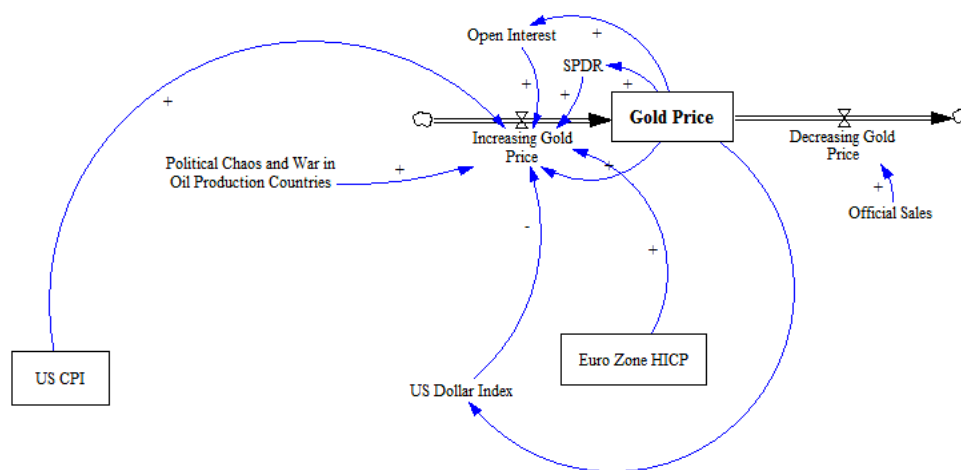 Open Interest
+
SPDR
+
+
+
+
Gold Price
Increasing Gold
Price
Decreasing Gold
Price
Political Chaos and War in
Oil Production Countries
+
+
Official Sales
-
+
US CPI
Euro Zone HICP
US Dollar Index